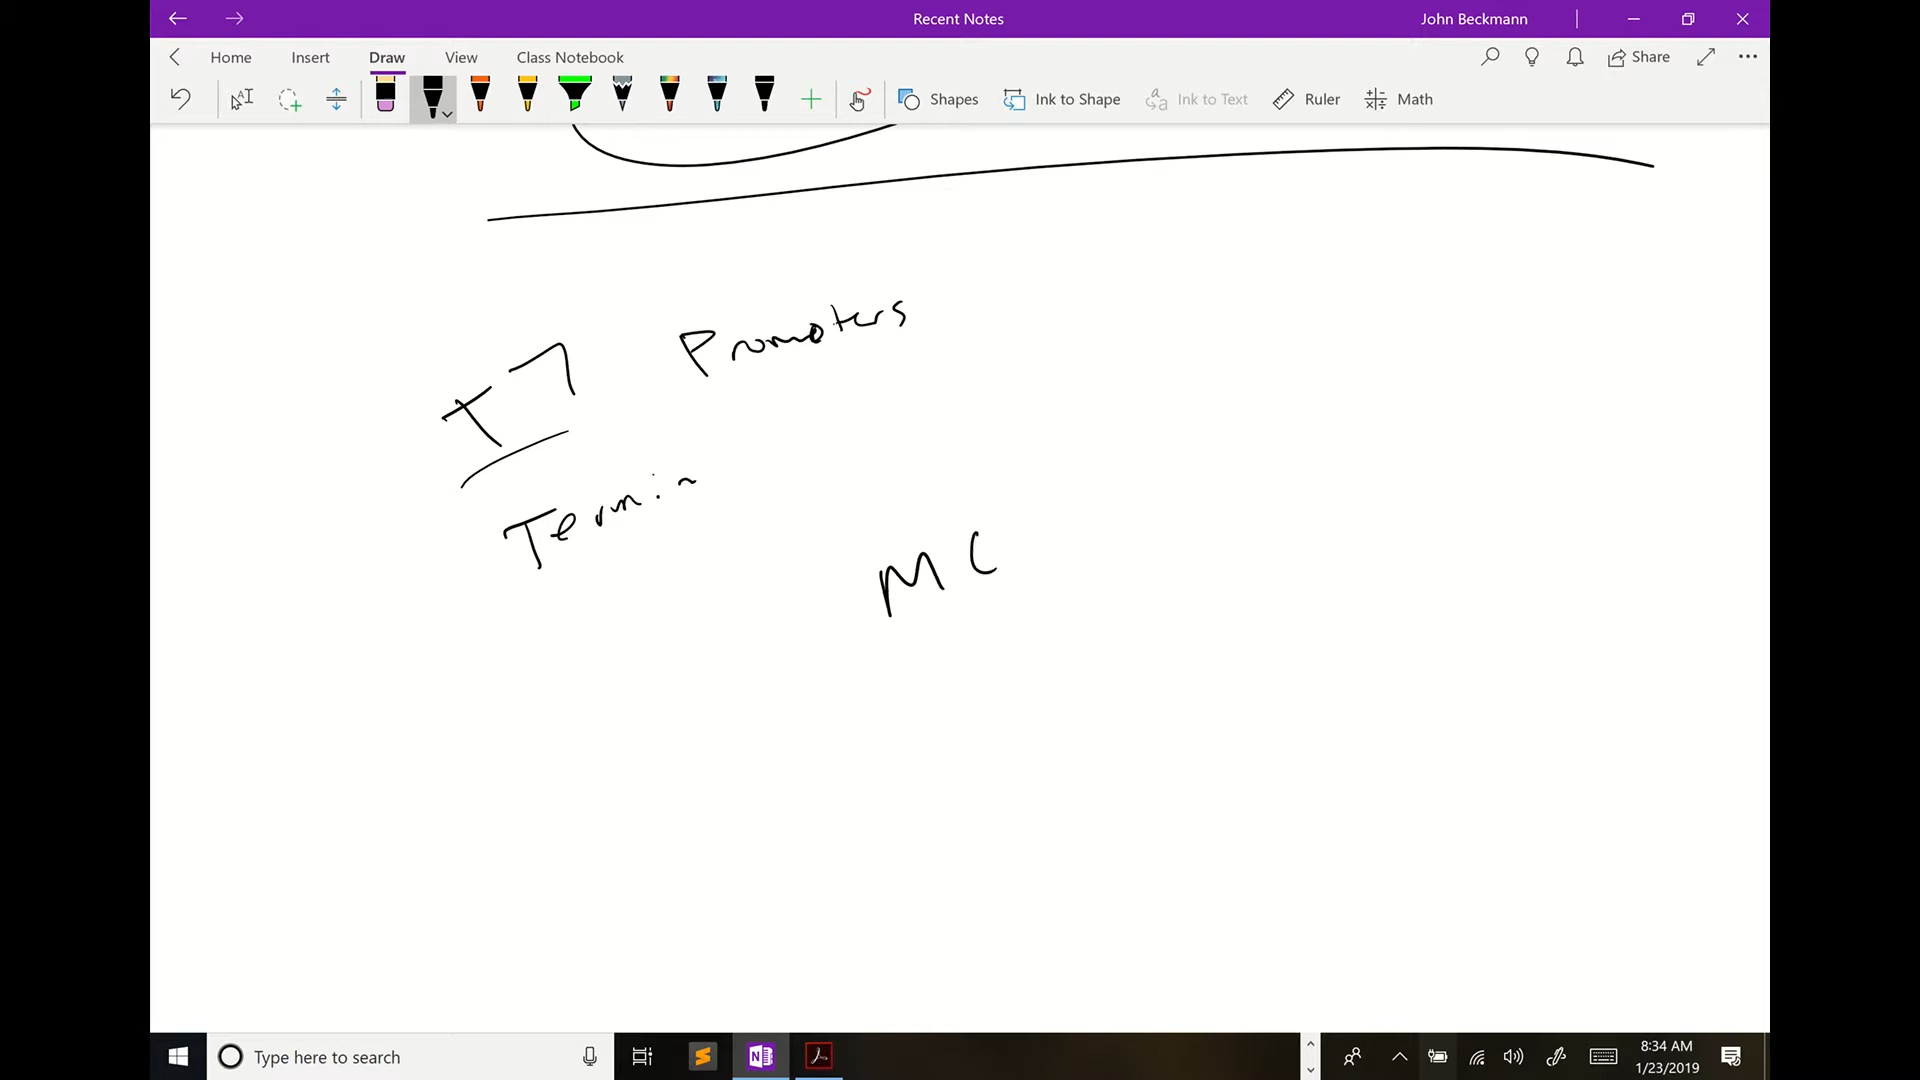 Recent Notes
John Beckmann
Home Insert Draw View Class Notebook
Share
Shapes Ink to Shape Ink to Text Ruler Math
Promoters
T7
Termin
MC
Type here to search
8:34 AM
1/23/2019